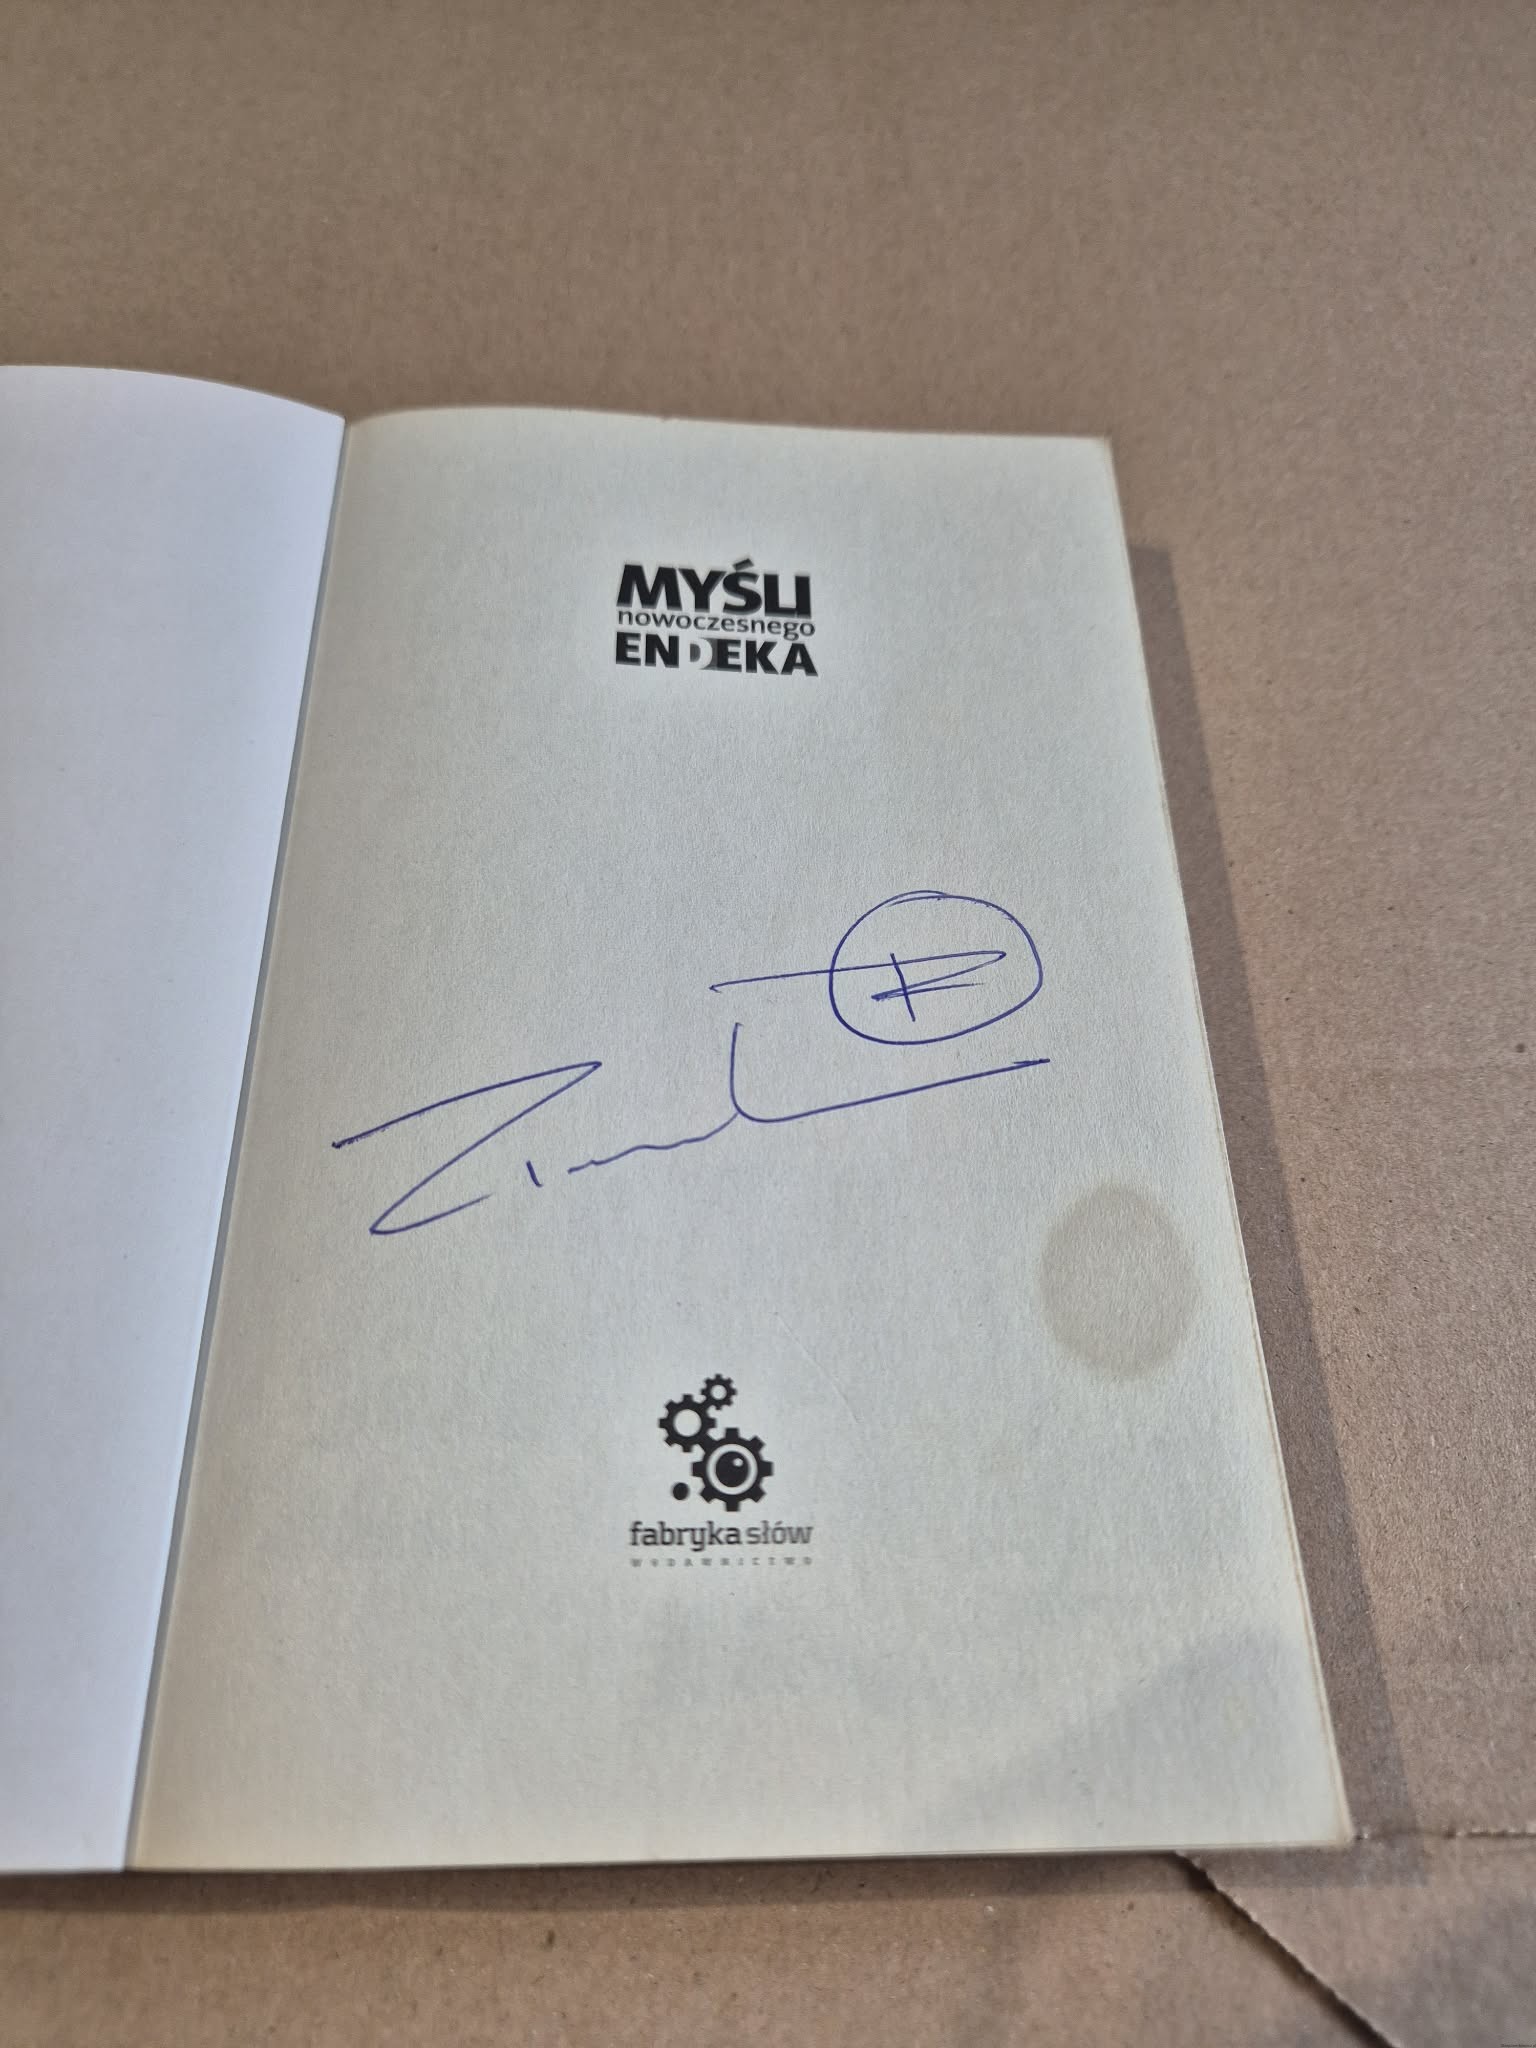 MYŚLI
nowoczesnego
ENDEKA
fabryka słów
WYDAWNICTWO